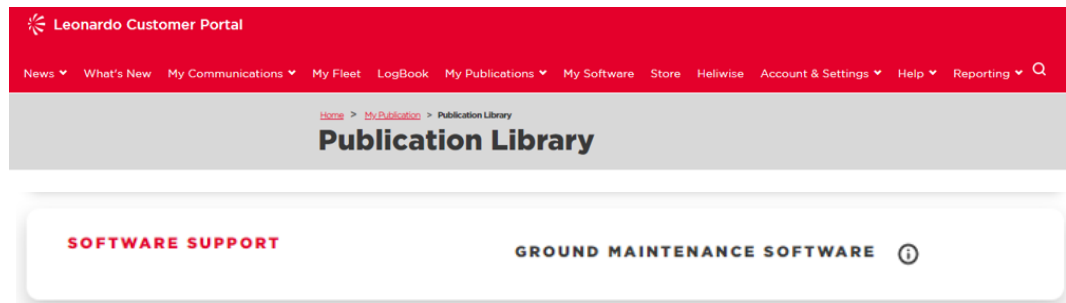 Leonardo Customer Portal
News What's New My Communications My Fleet LogBook My Publications My Software Store Heliwise Account & Settings Help Reporting
Home > My Publication > Publication Library
Publication Library
SOFTWARE SUPPORT
GROUND MAINTENANCE SOFTWARE